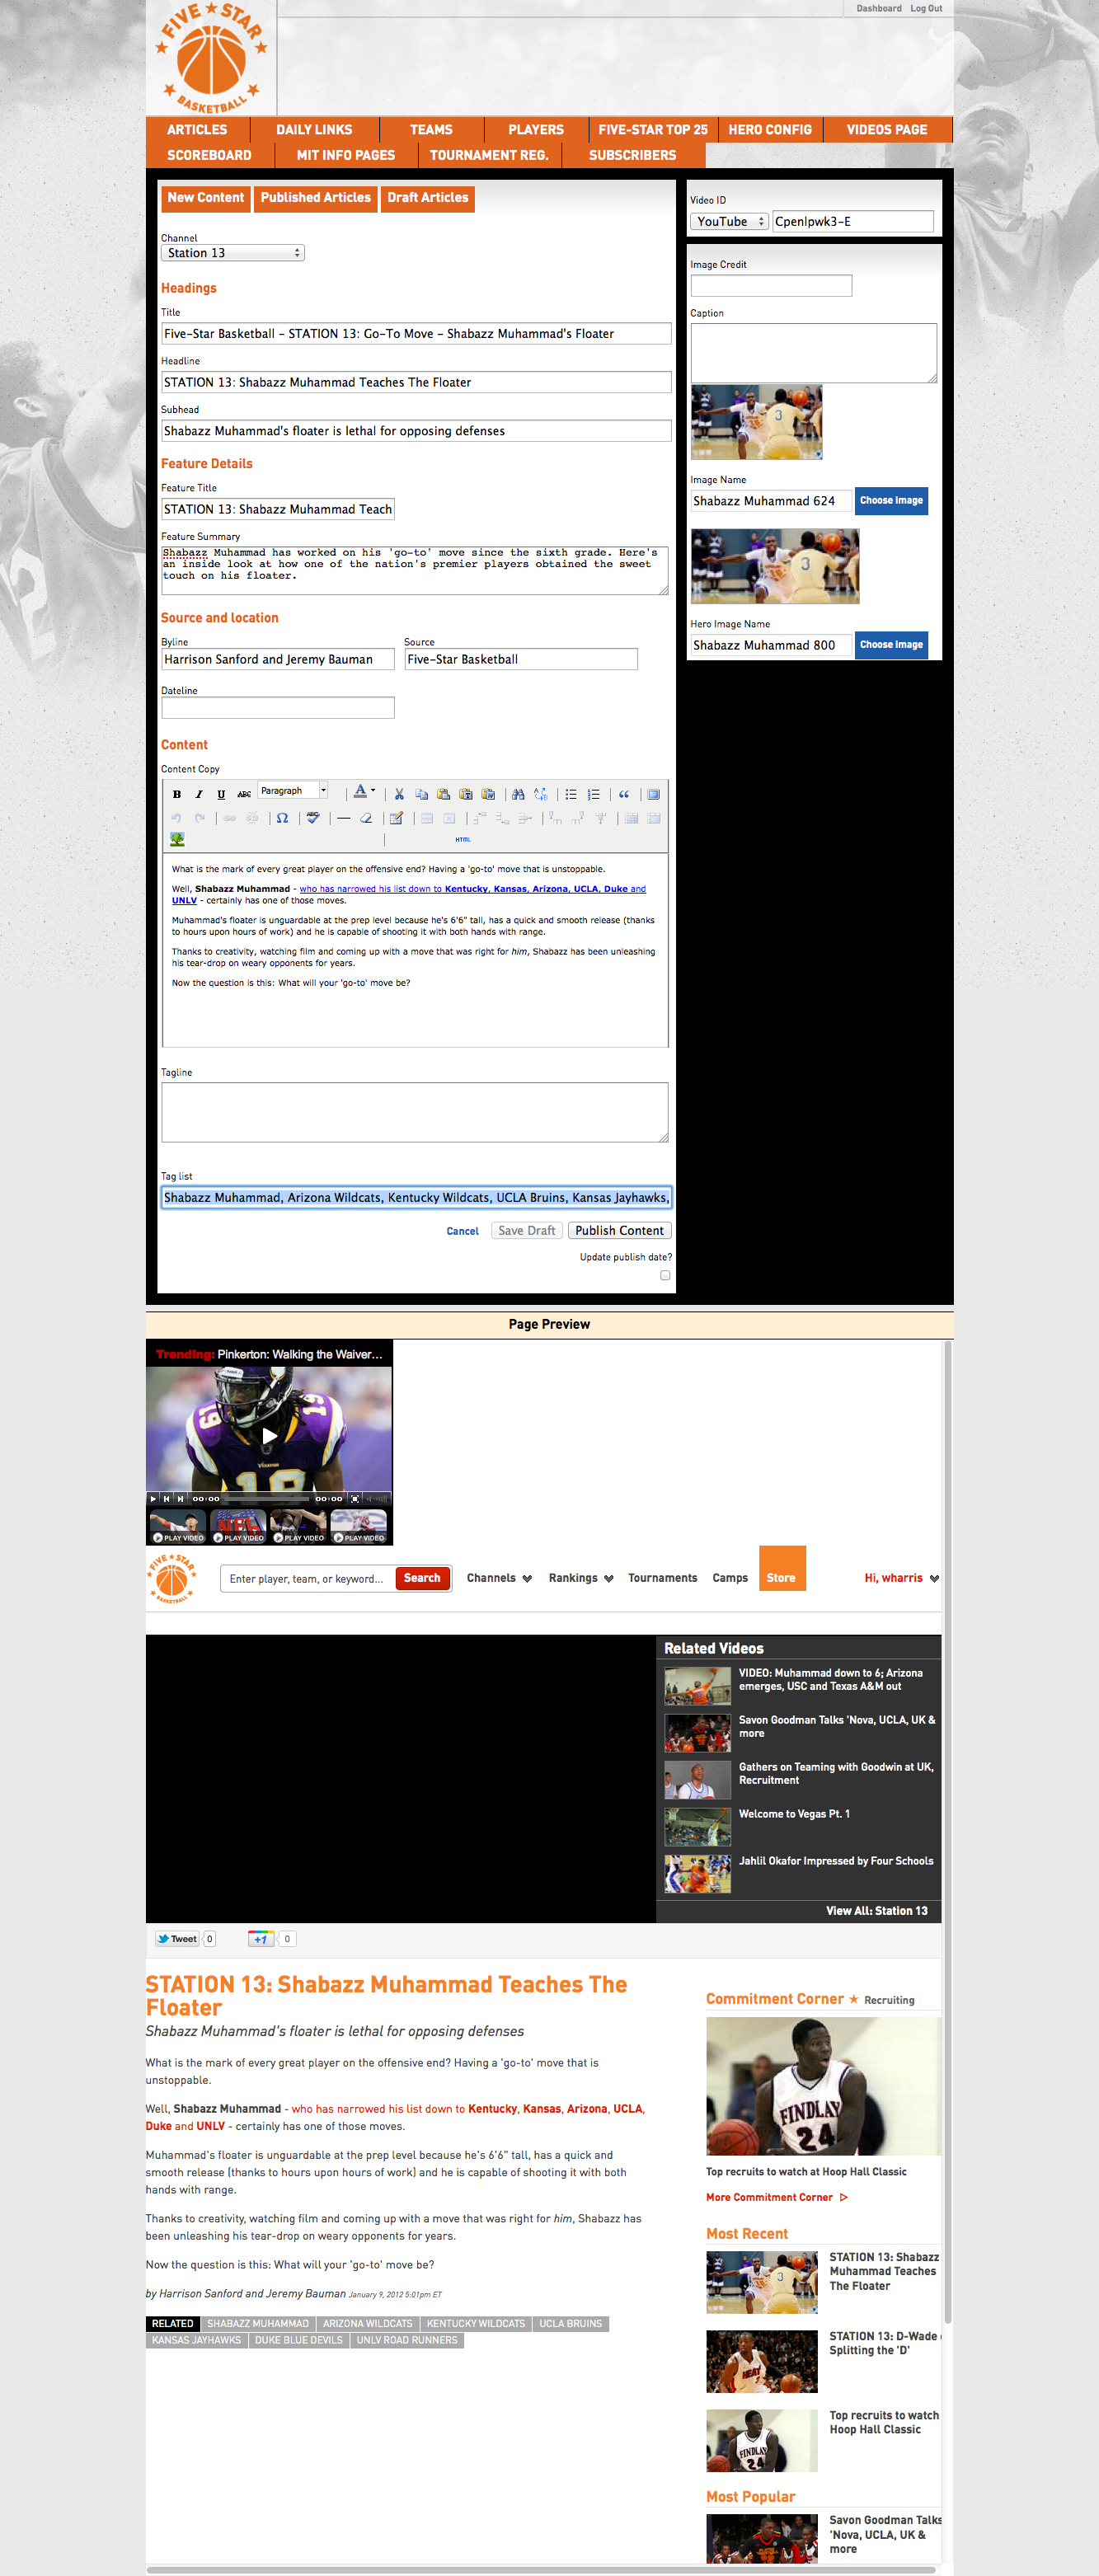 FIVE STAR
BASKETBALL
Dashboard Log Out
ARTICLES DAILY LINKS TEAMS PLAYERS FIVE-STAR TOP 25 HERO CONFIG VIDEOS PAGE
SCOREBOARD MIT INFO PAGES TOURNAMENT REG. SUBSCRIBERS
New Content Published Articles Draft Articles
Channel
Station 13
Headings
Title
Five-Star Basketball - STATION 13: Go-To Move - Shabazz Muhammad's Floater
Headline
STATION 13: Shabazz Muhammad Teaches The Floater
Subhead
Shabazz Muhammad's floater is lethal for opposing defenses
Feature Details
Feature Title
STATION 13: Shabazz Muhammad Teach
Feature Summary
Shabazz Muhammad has worked on his 'go-to' move since the sixth grade. Here's
an inside look at how one of the nation's premier players obtained the sweet
touch on his floater.
Source and location
Byline Source
Harrison Sanford and Jeremy Bauman Five-Star Basketball
Dateline
Content
Content Copy
B I U ABC Paragraph A
HTML
What is the mark of every great player on the offensive end? Having a 'go-to' move that is unstoppable.
Well, Shabazz Muhammad - who has narrowed his list down to Kentucky, Kansas, Arizona, UCLA, Duke and
UNLV - certainly has one of those moves.
Muhammad's floater is unguardable at the prep level because he's 6'6" tall, has a quick and smooth release (thanks
to hours upon hours of work) and he is capable of shooting it with both hands with range.
Thanks to creativity, watching film and coming up with a move that was right for him, Shabazz has been unleashing
his tear-drop on weary opponents for years.
Now the question is this: What will your 'go-to' move be?
Tagline
Tag list
Shabazz Muhammad, Arizona Wildcats, Kentucky Wildcats, UCLA Bruins, Kansas Jayhawks,
Cancel Save Draft Publish Content
Update publish date?
Video ID
YouTube Cpenlpwk3-E
Image Credit
Caption
3
Image Name
Shabazz Muhammad 624 Choose image
3
Hero Image Name
Shabazz Muhammad 800 Choose image
Page Preview
Trending: Pinkerton: Walking the Waiver...
19
19
VIKINGS
00:00 00:00
PLAY VIDEO PLAY VIDEO PLAY VIDEO PLAY VIDEO
FIVE STAR
BASKETBALL
Enter player, team, or keyword... Search Channels Rankings Tournaments Camps Store Hi, wharris
Related Videos
VIDEO: Muhammad down to 6; Arizona
emerges, USC and Texas A&M out
Savon Goodman Talks 'Nova, UCLA, UK &
more
Gathers on Teaming with Goodwin at UK,
Recruitment
Welcome to Vegas Pt. 1
Jahlil Okafor Impressed by Four Schools
View All: Station 13
Tweet 0 +1 0
STATION 13: Shabazz Muhammad Teaches The
Floater
Shabazz Muhammad's floater is lethal for opposing defenses
What is the mark of every great player on the offensive end? Having a 'go-to' move that is
unstoppable.
Well, Shabazz Muhammad - who has narrowed his list down to Kentucky, Kansas, Arizona, UCLA,
Duke and UNLV - certainly has one of those moves.
Muhammad's floater is unguardable at the prep level because he's 6'6" tall, has a quick and
smooth release (thanks to hours upon hours of work) and he is capable of shooting it with both
hands with range.
Thanks to creativity, watching film and coming up with a move that was right for him, Shabazz has
been unleashing his tear-drop on weary opponents for years.
Now the question is this: What will your 'go-to' move be?
by Harrison Sanford and Jeremy Bauman January 9, 2012 5:01pm ET
RELATED SHABAZZ MUHAMMAD ARIZONA WILDCATS KENTUCKY WILDCATS UCLA BRUINS
KANSAS JAYHAWKS DUKE BLUE DEVILS UNLV ROAD RUNNERS
Commitment Corner Recruiting
FINDLAY
24
Top recruits to watch at Hoop Hall Classic
More Commitment Corner
Most Recent
STATION 13: Shabazz
Muhammad Teaches
The Floater
STATION 13: D-Wade
Splitting the 'D'
HEAT
Top recruits to watch
Hoop Hall Classic
FINDLAY
24
Most Popular
Savon Goodman Talks
'Nova, UCLA, UK &
more